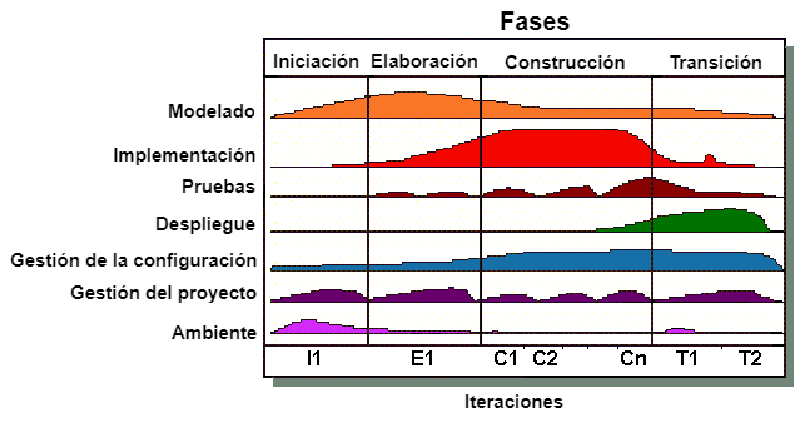 Fases
Iniciación Elaboración Construcción Transición
Modelado
Implementación
Pruebas
Despliegue
Gestión de la configuración
Gestión del proyecto
Ambiente
I1 E1 C1 C2 Cn T1 T2
Iteraciones